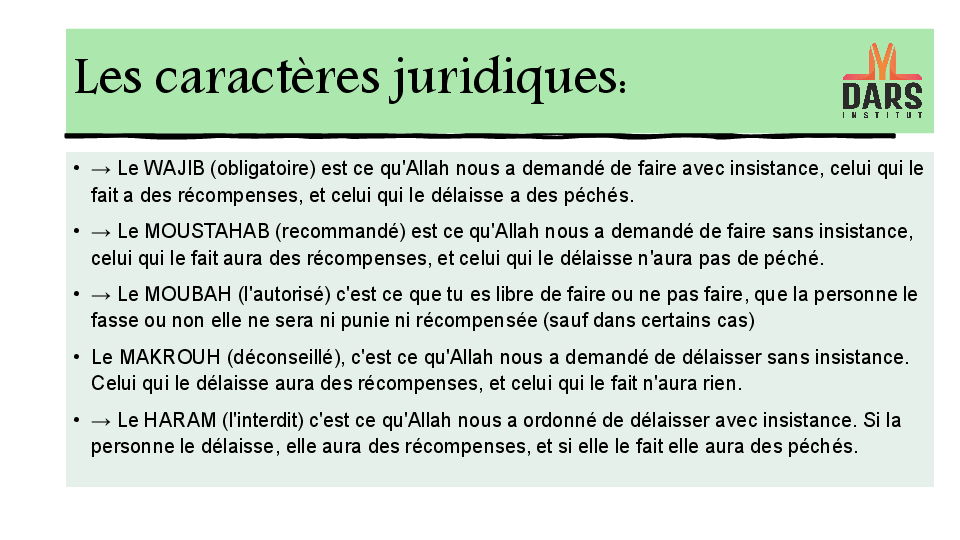 Les caractères juridiques:
DARS
INSTITUT
• → Le WAJIB (obligatoire) est ce qu'Allah nous a demandé de faire avec insistance, celui qui le
fait a des récompenses, et celui qui le délaisse a des péchés.
• → Le MOUSTAHAB (recommandé) est ce qu'Allah nous a demandé de faire sans insistance,
celui qui le fait aura des récompenses, et celui qui le délaisse n'aura pas de péché.
• → Le MOUBAH (l'autorisé) c'est ce que tu es libre de faire ou ne pas faire, que la personne le
fasse ou non elle ne sera ni punie ni récompensée (sauf dans certains cas)
• Le MAKROUH (déconseillé), c'est ce qu'Allah nous a demandé de délaisser sans insistance.
Celui qui le délaisse aura des récompenses, et celui qui le fait n'aura rien.
• → Le HARAM (l'interdit) c'est ce qu'Allah nous a ordonné de délaisser avec insistance. Si la
personne le délaisse, elle aura des récompenses, et si elle le fait elle aura des péchés.